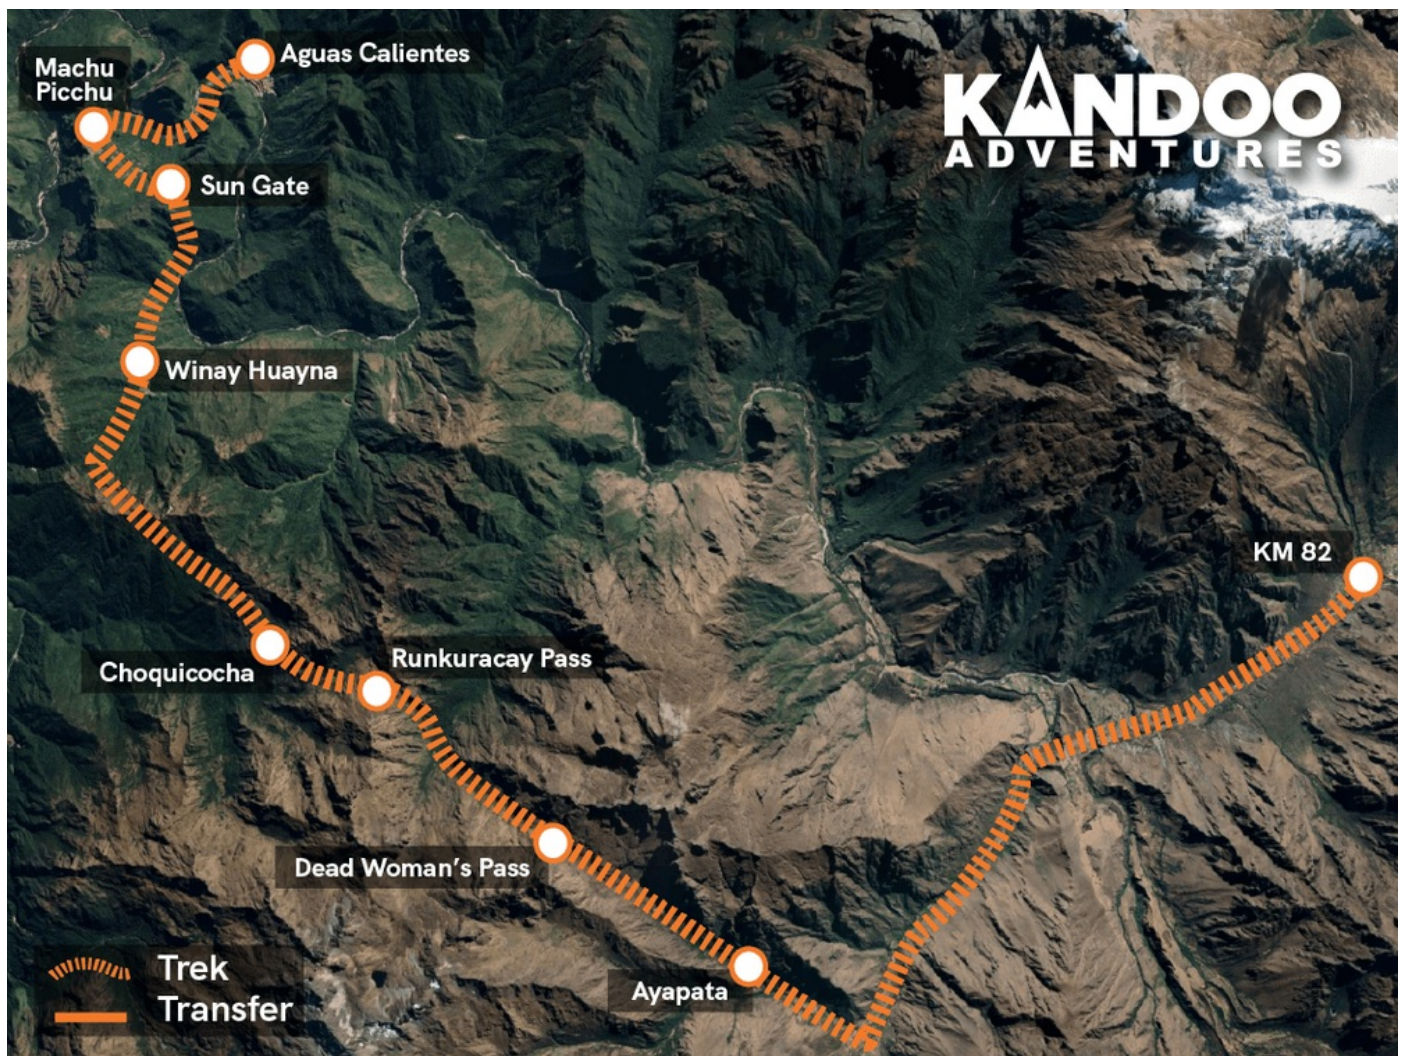 Aguas Calientes
Machu
Picchu
KANDOO
ADVENTURES
Sun Gate
Winay Huayna
KM 82
Runkuracay Pass
Choquicocha
Dead Woman's Pass
Ayapata
Trek
Transfer